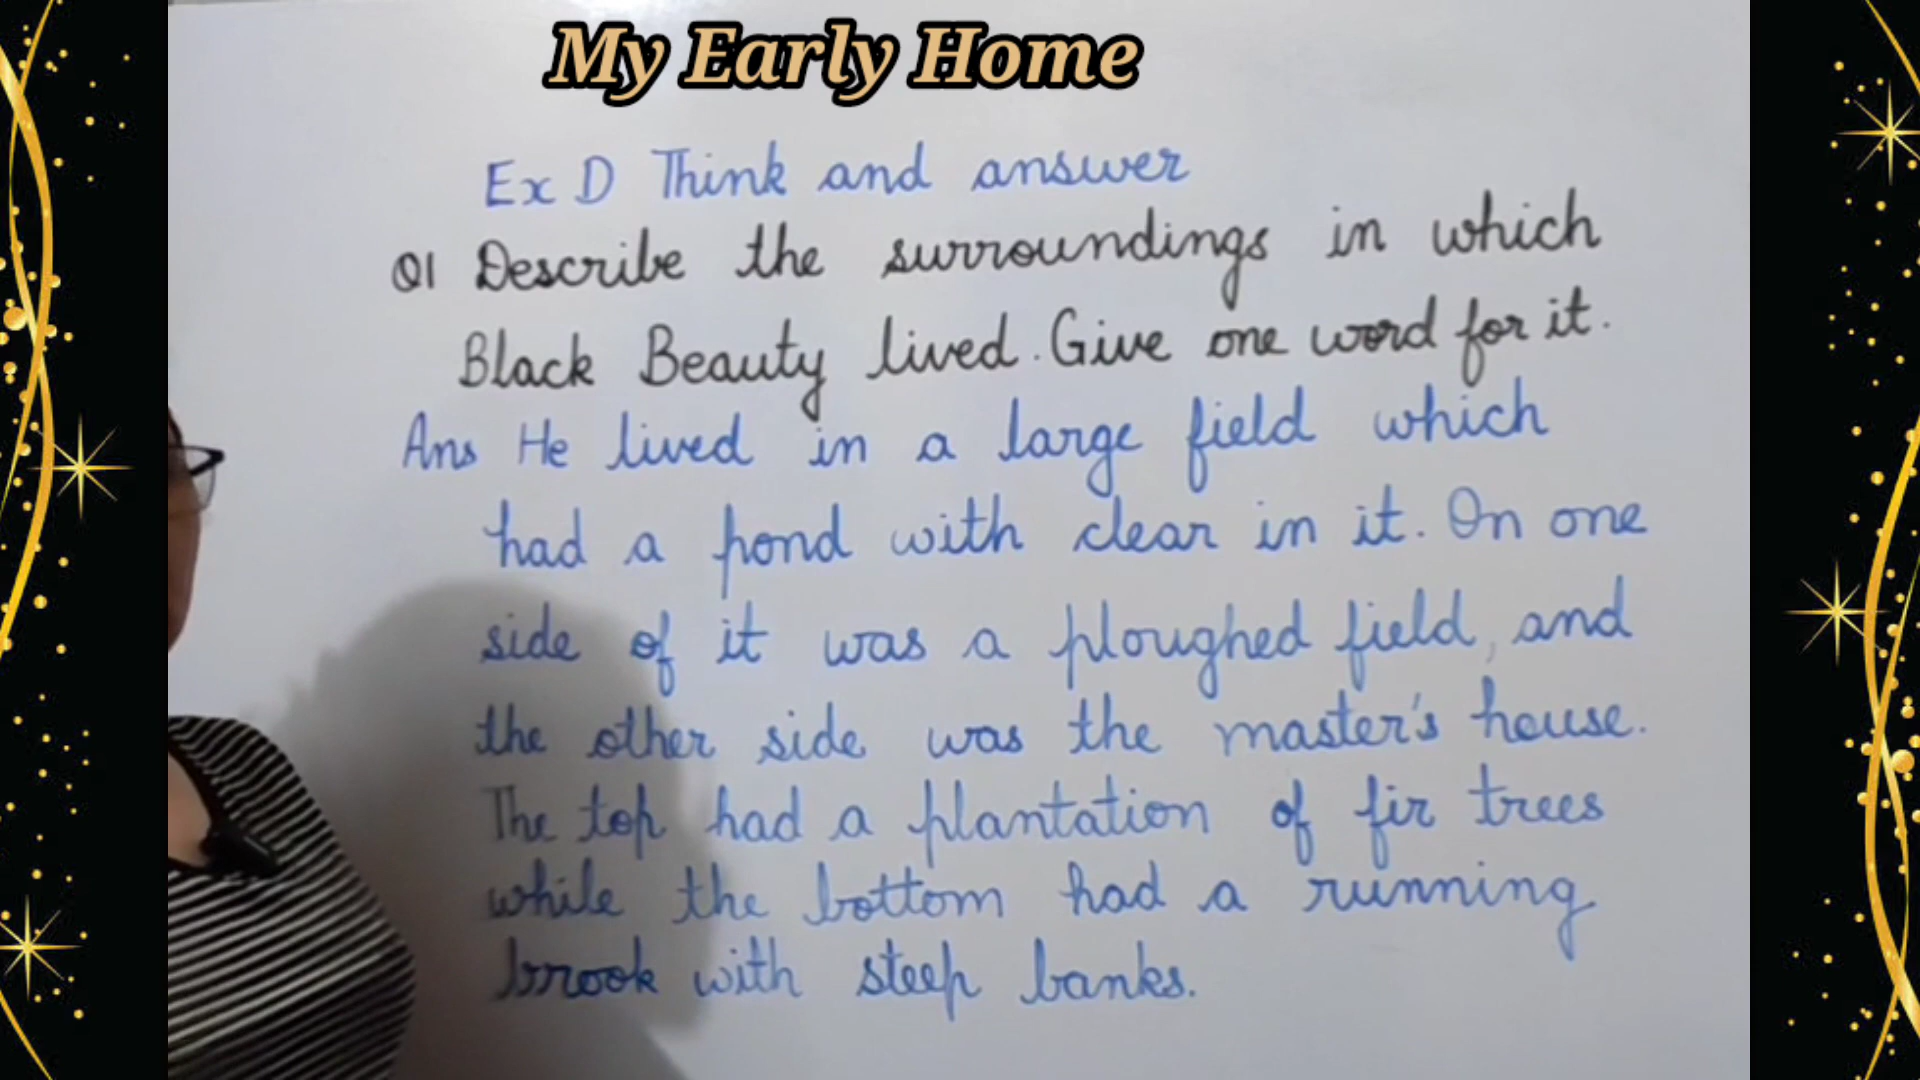 My Early Home
Ex D Think and answer
Q1 Describe the surroundings in which
Black Beauty lived. Give one word for it.
Ans He lived in a large field which
had a pond with clear in it. On one
side of it was a ploughed field, and
the other side was the master's house.
The top had a plantation of fir trees
while the bottom had a running
brook with steep banks.